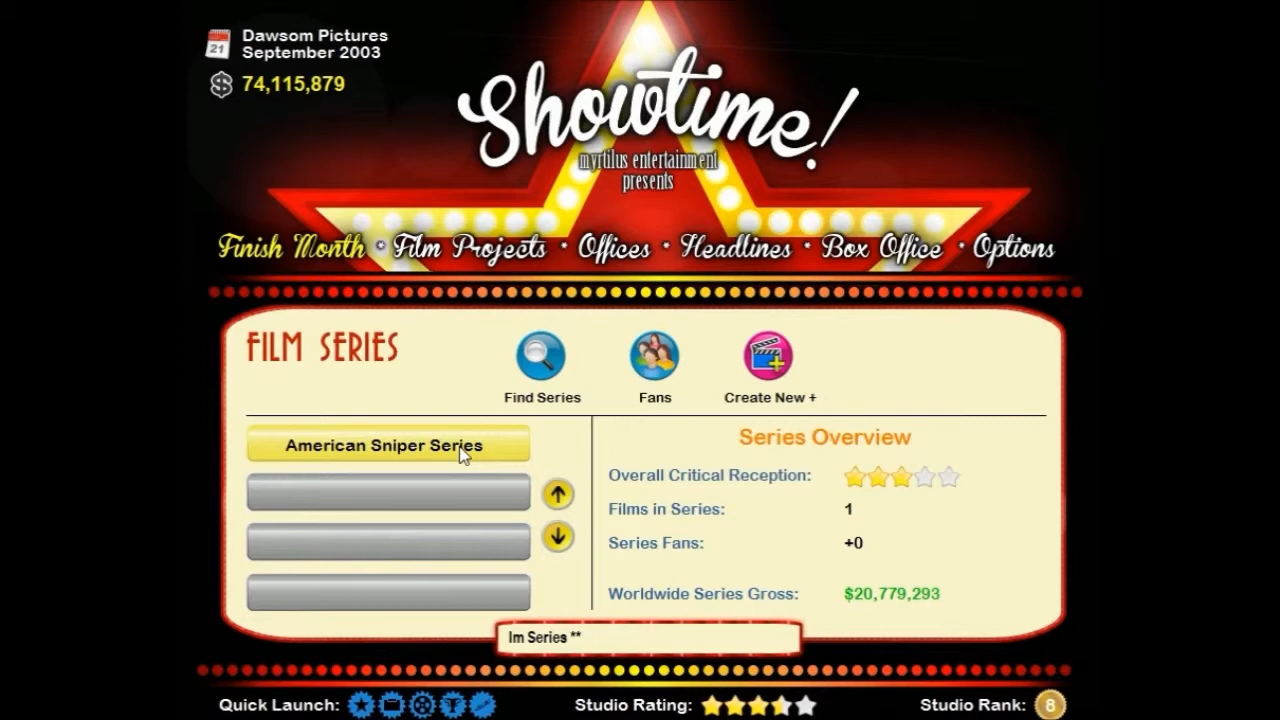 Dawsom Pictures
September 2003
21
74,115,879
Showtime!
myrtilus entertainment
presents
Finish Month * Film Projects * Offices * Headlines * Box Office * Options
FILM SERIES
Find Series
Fans
Create New +
American Sniper Series
Series Overview
Overall Critical Reception:
Films in Series: 1
Series Fans: +0
Worldwide Series Gross: $20,779,293
lm Series **
Quick Launch:
Studio Rating:
Studio Rank: 8